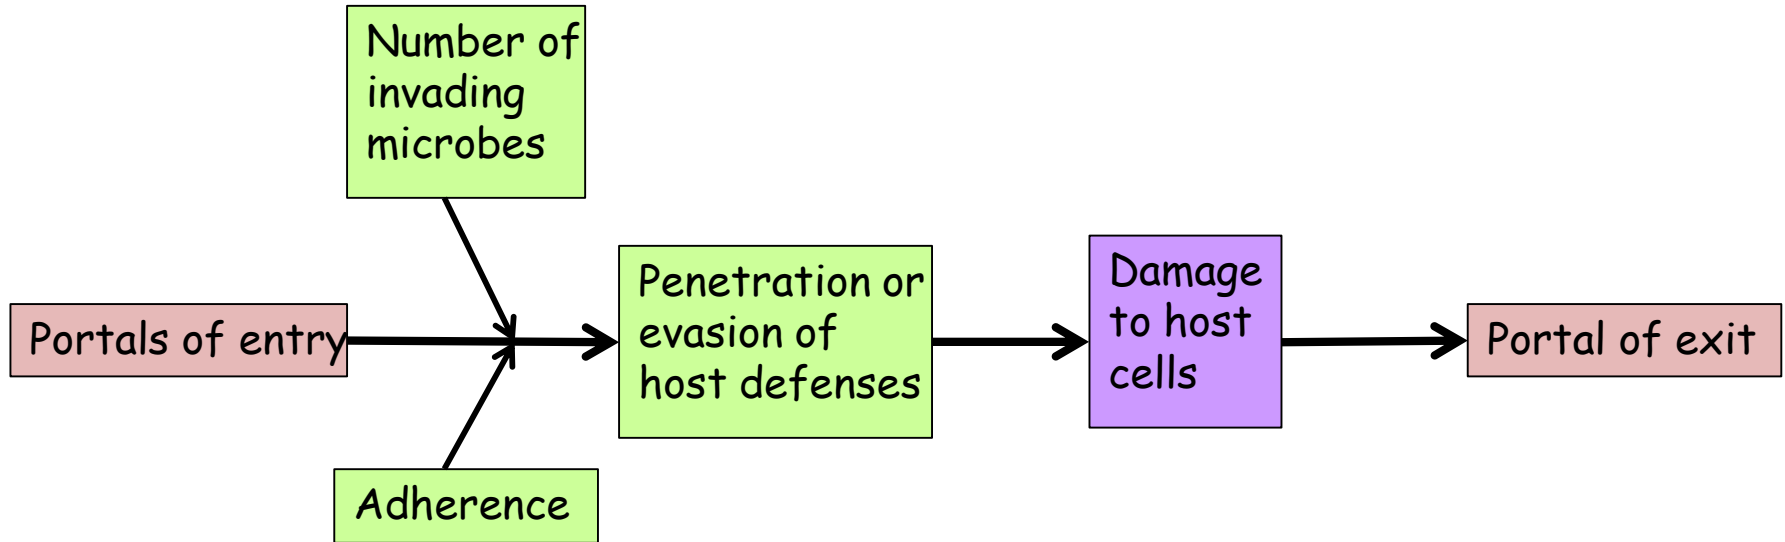 Number of
invading
microbes
Portals of entry
Adherence
Penetration or
evasion of
host defenses
Damage
to host
cells
Portal of exit